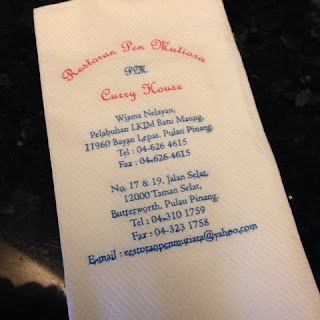 Restoran Pen Mutiara
PM
Curry House
Wisma Nelayan,
Pelabuhan LKIM Batu Maung,
11960 Bayan Lepas, Pulau Pinang.
Tel : 04-626 4615
Fax : 04-626 4615
No. 17 & 19, Jalan Selat,
12000 Taman Selat,
Butterworth, Pulau Pinang.
Tel : 04-310 1759
Fax : 04-323 1758
E-mail : restoranpenmutiara@yahoo.com